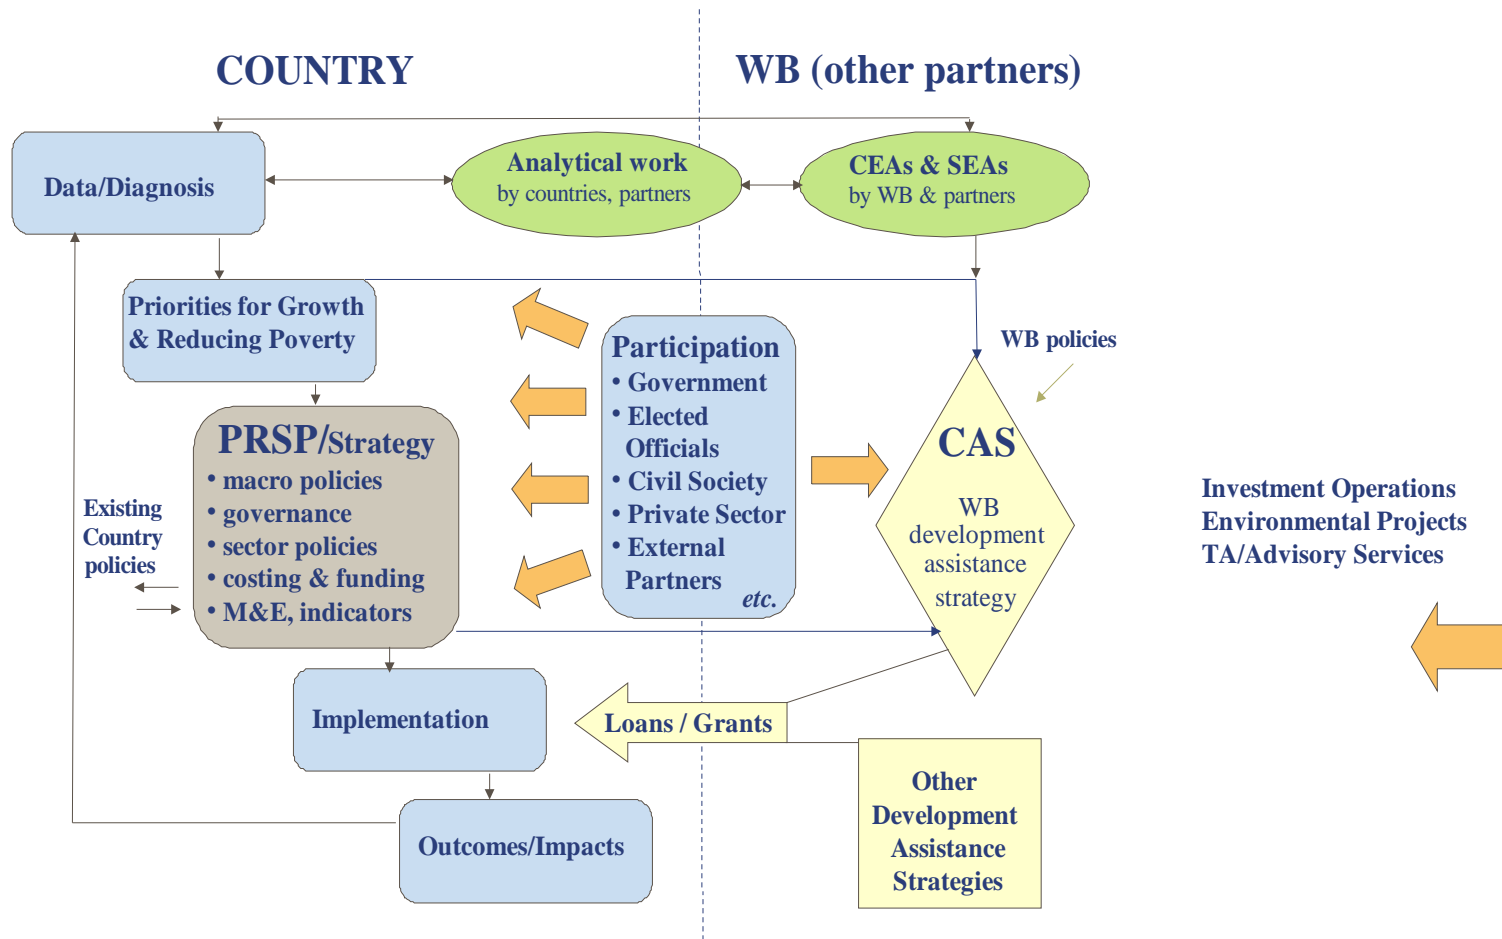 COUNTRY
WB (other partners)
Data/Diagnosis
Analytical work
by countries, partners
CEAs & SEAs
by WB & partners
Priorities for Growth
& Reducing Poverty
Participation
• Government
• Elected
Officials
• Civil Society
• Private Sector
• External
Partners
etc.
WB policies
PRSP/Strategy
• macro policies
• governance
• sector policies
• costing & funding
• M&E, indicators
Existing
Country
policies
CAS
WB
development
assistance
strategy
Investment Operations
Environmental Projects
TA/Advisory Services
Implementation
Loans / Grants
Other
Development
Assistance
Strategies
Outcomes/Impacts